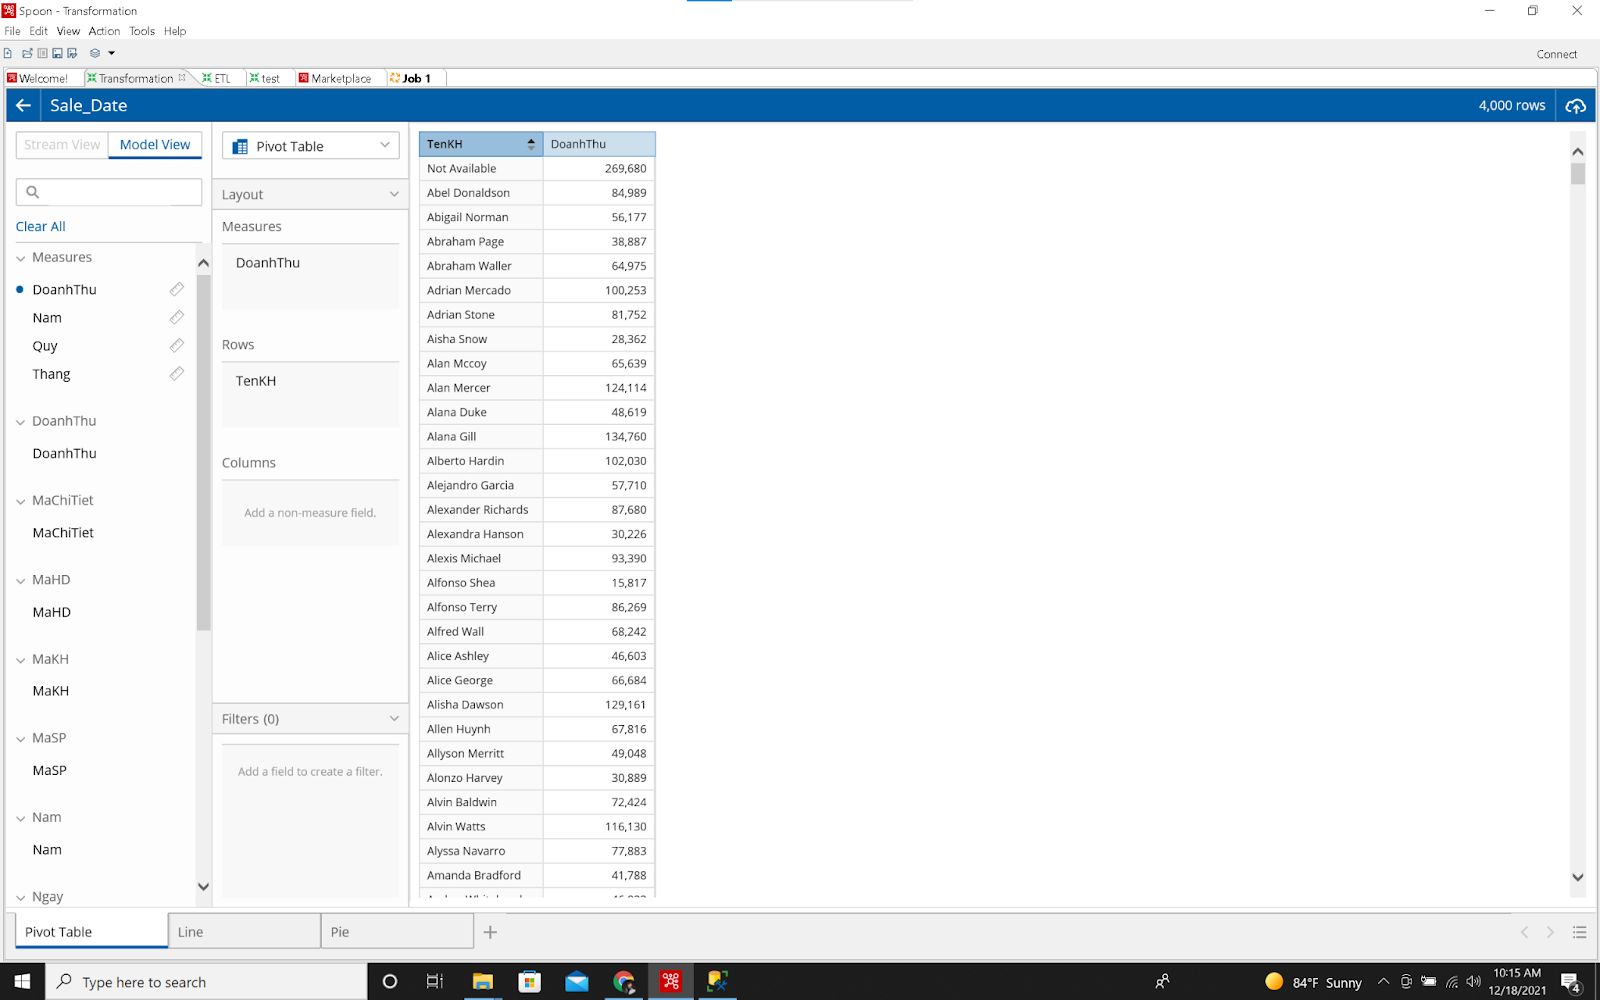 Spoon - Transformation
File Edit View Action Tools Help
Connect
Welcome! Transformation ETL test Marketplace Job 1
Sale_Date 4,000 rows
Stream View Model View
Clear All
Measures
DoanhThu
Nam
Quy
Thang
DoanhThu
DoanhThu
MaChiTiet
MaChiTiet
MaHD
MaHD
MaKH
MaKH
MaSP
MaSP
Nam
Nam
Ngay
Pivot Table
Layout
Measures
DoanhThu
Rows
TenKH
Columns
Add a non-measure field.
Filters (0)
Add a field to create a filter.
TenKH DoanhThu
Not Available 269,680
Abel Donaldson 84,989
Abigail Norman 56,177
Abraham Page 38,887
Abraham Waller 64,975
Adrian Mercado 100,253
Adrian Stone 81,752
Aisha Snow 28,362
Alan Mccoy 65,639
Alan Mercer 124,114
Alana Duke 48,619
Alana Gill 134,760
Alberto Hardin 102,030
Alejandro Garcia 57,710
Alexander Richards 87,680
Alexandra Hanson 30,226
Alexis Michael 93,390
Alfonso Shea 15,817
Alfonso Terry 86,269
Alfred Wall 68,242
Alice Ashley 46,603
Alice George 66,684
Alisha Dawson 129,161
Allen Huynh 67,816
Allyson Merritt 49,048
Alonzo Harvey 30,889
Alvin Baldwin 72,424
Alvin Watts 116,130
Alyssa Navarro 77,883
Amanda Bradford 41,788
Pivot Table Line Pie
Type here to search
84°F Sunny
10:15 AM
12/18/2021
4